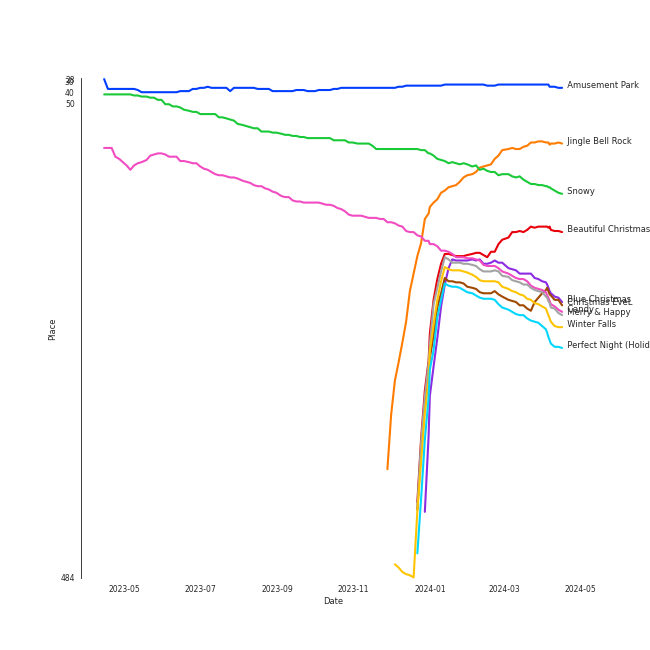 28
30
40
50
484
Place
2023-05
2023-07
2023-09
2023-11
2024-01
2024-03
2024-05
Date
Amusement Park
Jingle Bell Rock
Snowy
Beautiful Christmas
Blue Christmas
Christmas EveL
Candy
Merry & Happy
Winter Falls
Perfect Night (Holid